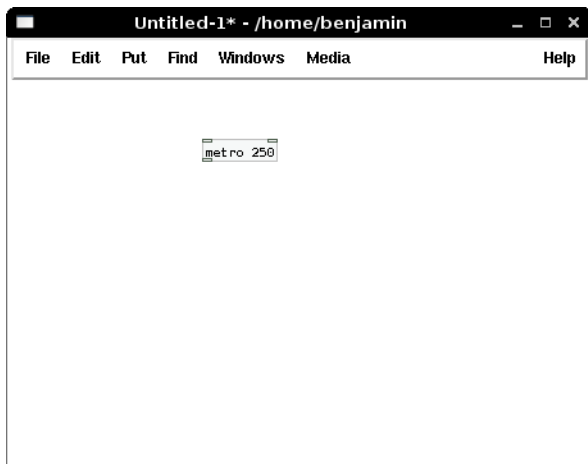 Untitled-1* - /home/benjamin
File Edit Put Find Windows Media Help
metro 250